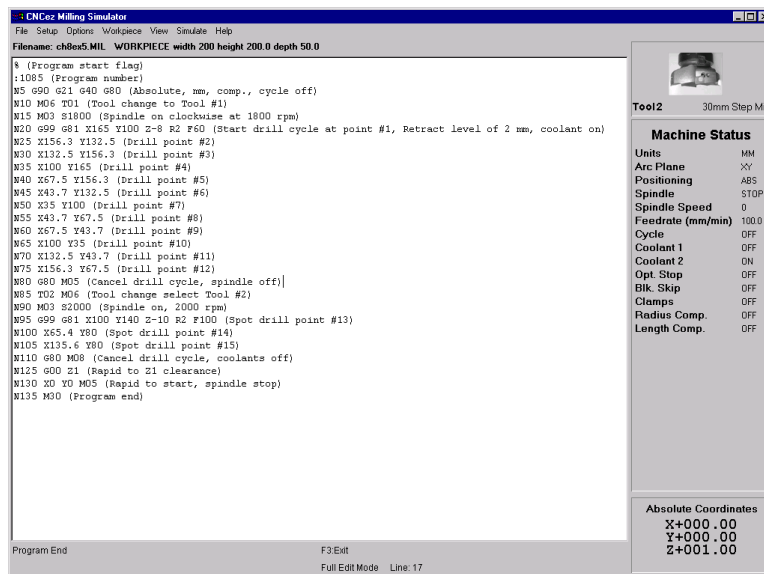 CNCez Milling Simulator
File Setup Options Workpiece View Simulate Help
Filename: ch8ex5.MIL WORKPIECE width 200 height 200.0 depth 50.0
% (Program start flag)
:1085 (Program number)
N5 G90 G21 G40 G80 (Absolute, mm, comp., cycle off)
N10 M06 T01 (Tool change to Tool #1)
N15 M03 S1800 (Spindle on clockwise at 1800 rpm)
N20 G99 G81 X165 Y100 Z-8 R2 F60 (Start drill cycle at point #1, Retract level of 2 mm, coolant on)
N25 X156.3 Y132.5 (Drill point #2)
N30 X132.5 Y156.3 (Drill point #3)
N35 X100 Y165 (Drill point #4)
N40 X67.5 Y156.3 (Drill point #5)
N45 X43.7 Y132.5 (Drill point #6)
N50 X35 Y100 (Drill point #7)
N55 X43.7 Y67.5 (Drill point #8)
N60 X67.5 Y43.7 (Drill point #9)
N65 X100 Y35 (Drill point #10)
N70 X132.5 Y43.7 (Drill point #11)
N75 X156.3 Y67.5 (Drill point #12)
N80 G80 M05 (Cancel drill cycle, spindle off)
N85 T02 M06 (Tool change select Tool #2)
N90 M03 S2000 (Spindle on, 2000 rpm)
N95 G99 G81 X100 Y140 Z-10 R2 F100 (Spot drill point #13)
N100 X65.4 Y80 (Spot drill point #14)
N105 X135.6 Y80 (Spot drill point #15)
N110 G80 M08 (Cancel drill cycle, coolants off)
N125 G00 Z1 (Rapid to Z1 clearance)
N130 X0 Y0 M05 (Rapid to start, spindle stop)
N135 M30 (Program end)
Program End F3:Exit
Full Edit Mode Line: 17
Tool2 30mm Step Mi
Machine Status
Units MM
Arc Plane XY
Positioning ABS
Spindle STOP
Spindle Speed 0
Feedrate (mm/min) 100.0
Cycle OFF
Coolant 1 OFF
Coolant 2 ON
Opt. Stop OFF
Blk. Skip OFF
Clamps OFF
Radius Comp. OFF
Length Comp. OFF
Absolute Coordinates
X+000.00
Y+000.00
Z+001.00